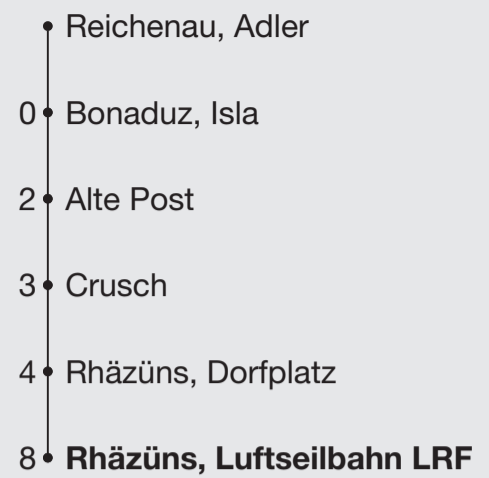 Reichenau, Adler
0 Bonaduz, Isla
2 Alte Post
3 Crusch
4 Rhäzüns, Dorfplatz
8 Rhäzüns, Luftseilbahn LRF